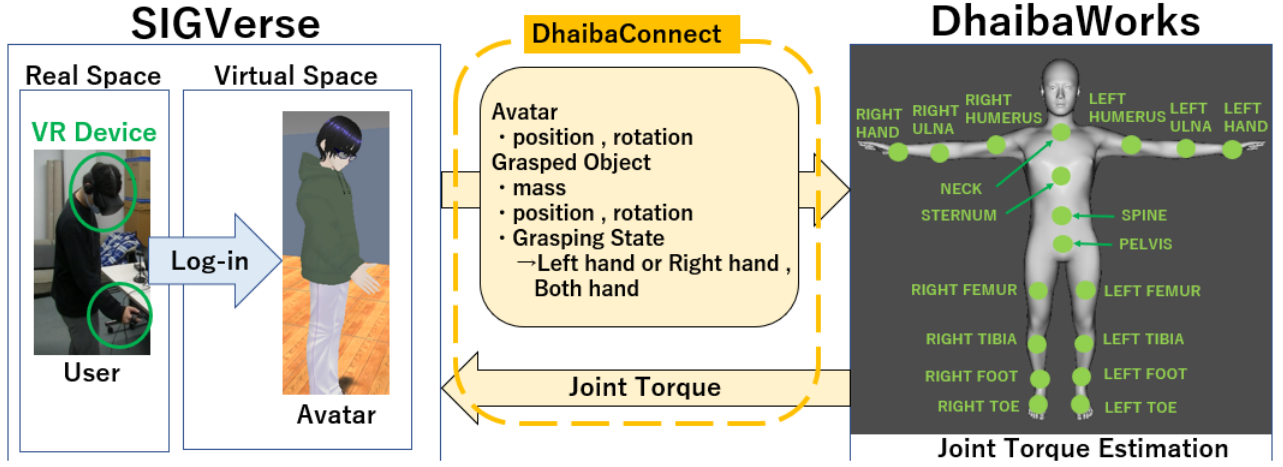 SIGVerse
Real Space
Virtual Space
VR Device
Log-in
User
Avatar
DhaibaConnect
Avatar
・position , rotation
Grasped Object
・mass
・position , rotation
・Grasping State
→Left hand or Right hand ,
Both hand
Joint Torque
DhaibaWorks
RIGHT
HAND
RIGHT
ULNA
RIGHT
HUMERUS
LEFT
HUMERUS
LEFT
ULNA
LEFT
HAND
NECK
STERNUM
SPINE
PELVIS
RIGHT FEMUR
LEFT FEMUR
RIGHT TIBIA
LEFT TIBIA
RIGHT FOOT
LEFT FOOT
RIGHT TOE
LEFT TOE
Joint Torque Estimation